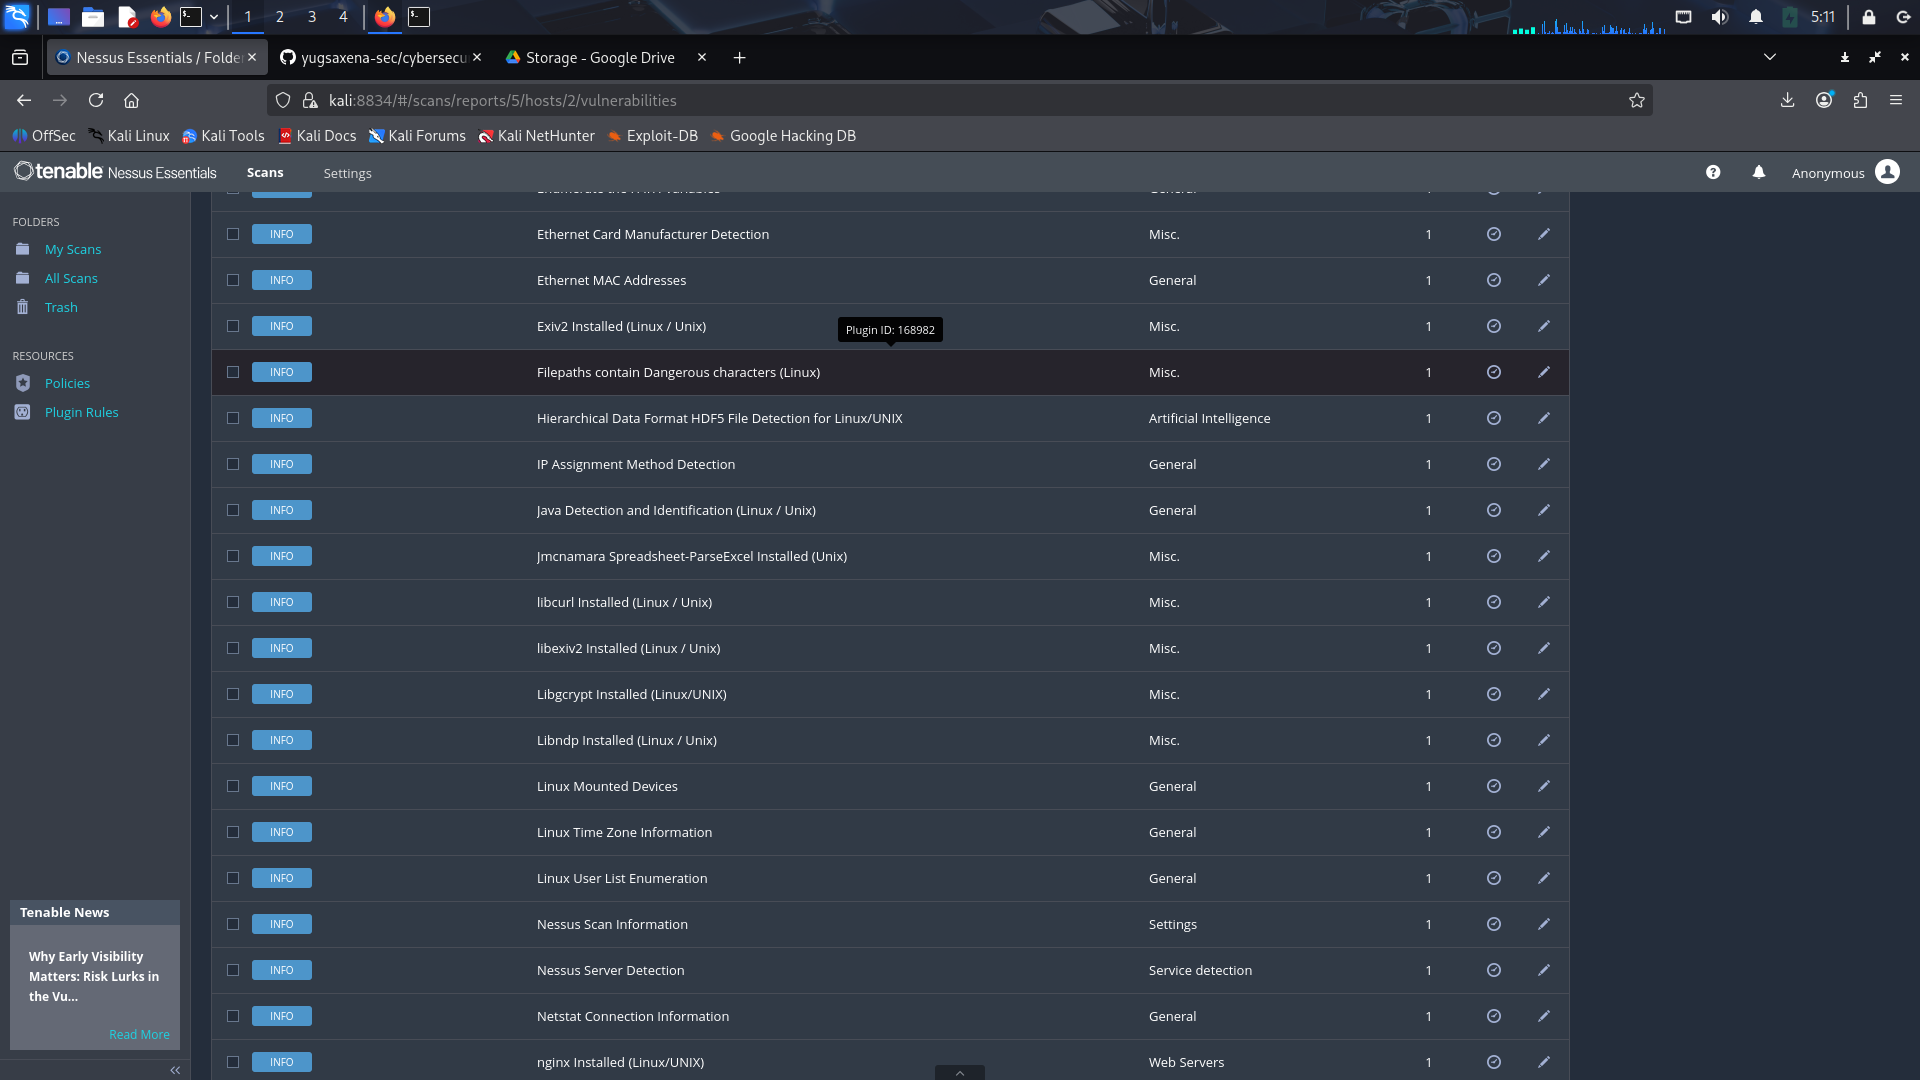 1 2 3 4 5:11
Nessus Essentials / Folde yugsaxena-sec/cybersecu Storage - Google Drive
kali:8834/#/scans/reports/5/hosts/2/vulnerabilities
OffSec Kali Linux Kali Tools Kali Docs Kali Forums Kali NetHunter Exploit-DB Google Hacking DB
tenable Nessus Essentials Scans Settings Anonymous
FOLDERS
My Scans
All Scans
Trash
RESOURCES
Policies
Plugin Rules
INFO Ethernet Card Manufacturer Detection Misc. 1
INFO Ethernet MAC Addresses General 1
INFO Exiv2 Installed (Linux / Unix) Misc. 1
Plugin ID: 168982
INFO Filepaths contain Dangerous characters (Linux) Misc. 1
INFO Hierarchical Data Format HDF5 File Detection for Linux/UNIX Artificial Intelligence 1
INFO IP Assignment Method Detection General 1
INFO Java Detection and Identification (Linux / Unix) General 1
INFO Jmcnamara Spreadsheet-ParseExcel Installed (Unix) Misc. 1
INFO libcurl Installed (Linux / Unix) Misc. 1
INFO libexiv2 Installed (Linux / Unix) Misc. 1
INFO Libgcrypt Installed (Linux/UNIX) Misc. 1
INFO Libndp Installed (Linux / Unix) Misc. 1
INFO Linux Mounted Devices General 1
INFO Linux Time Zone Information General 1
INFO Linux User List Enumeration General 1
INFO Nessus Scan Information Settings 1
INFO Nessus Server Detection Service detection 1
INFO Netstat Connection Information General 1
INFO nginx Installed (Linux/UNIX) Web Servers 1
Tenable News
Why Early Visibility
Matters: Risk Lurks in
the Vu...
Read More